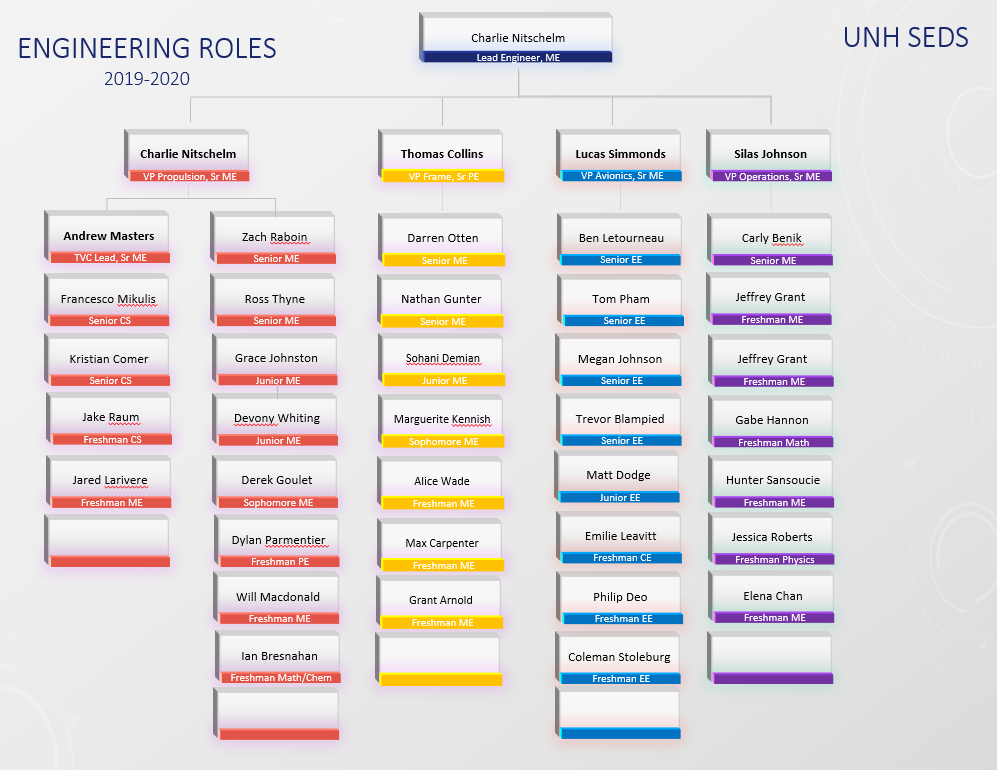 ENGINEERING ROLES
2019-2020
UNH SEDS
Charlie Nitschelm
Lead Engineer, ME
Charlie Nitschelm
VP Propulsion, Sr ME
Thomas Collins
VP Frame, Sr PE
Lucas Simmonds
VP Avionics, Sr ME
Silas Johnson
VP Operations, Sr ME
Andrew Masters
TVC Lead, Sr ME
Francesco Mikulis
Senior CS
Kristian Comer
Senior CS
Jake Raum
Freshman CS
Jared Larivere
Freshman ME
Zach Raboin
Senior ME
Ross Thyne
Senior ME
Grace Johnston
Junior ME
Devony Whiting
Junior ME
Derek Goulet
Sophomore ME
Dylan Parmentier
Freshman PE
Will Macdonald
Freshman ME
Ian Bresnahan
Freshman Math/Chem
Darren Otten
Senior ME
Nathan Gunter
Senior ME
Sohani Demian
Junior ME
Marguerite Kennish
Sophomore ME
Alice Wade
Freshman ME
Max Carpenter
Freshman ME
Grant Arnold
Freshman ME
Ben Letourneau
Senior EE
Tom Pham
Senior EE
Megan Johnson
Senior EE
Trevor Blampied
Senior EE
Matt Dodge
Junior EE
Emilie Leavitt
Freshman CE
Philip Deo
Freshman EE
Coleman Stoleburg
Freshman EE
Carly Benik
Senior ME
Jeffrey Grant
Freshman ME
Jeffrey Grant
Freshman ME
Gabe Hannon
Freshman Math
Hunter Sansoucie
Freshman ME
Jessica Roberts
Freshman Physics
Elena Chan
Freshman ME